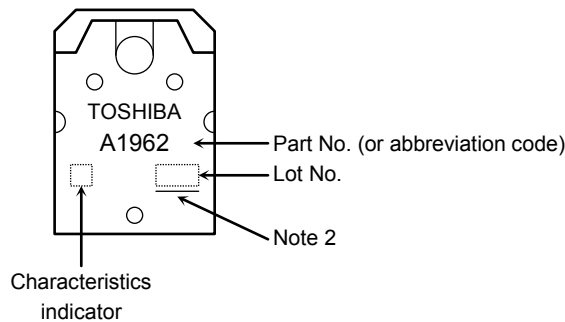 TOSHIBA
A1962
Part No. (or abbreviation code)
Lot No.
Note 2
Characteristics
indicator